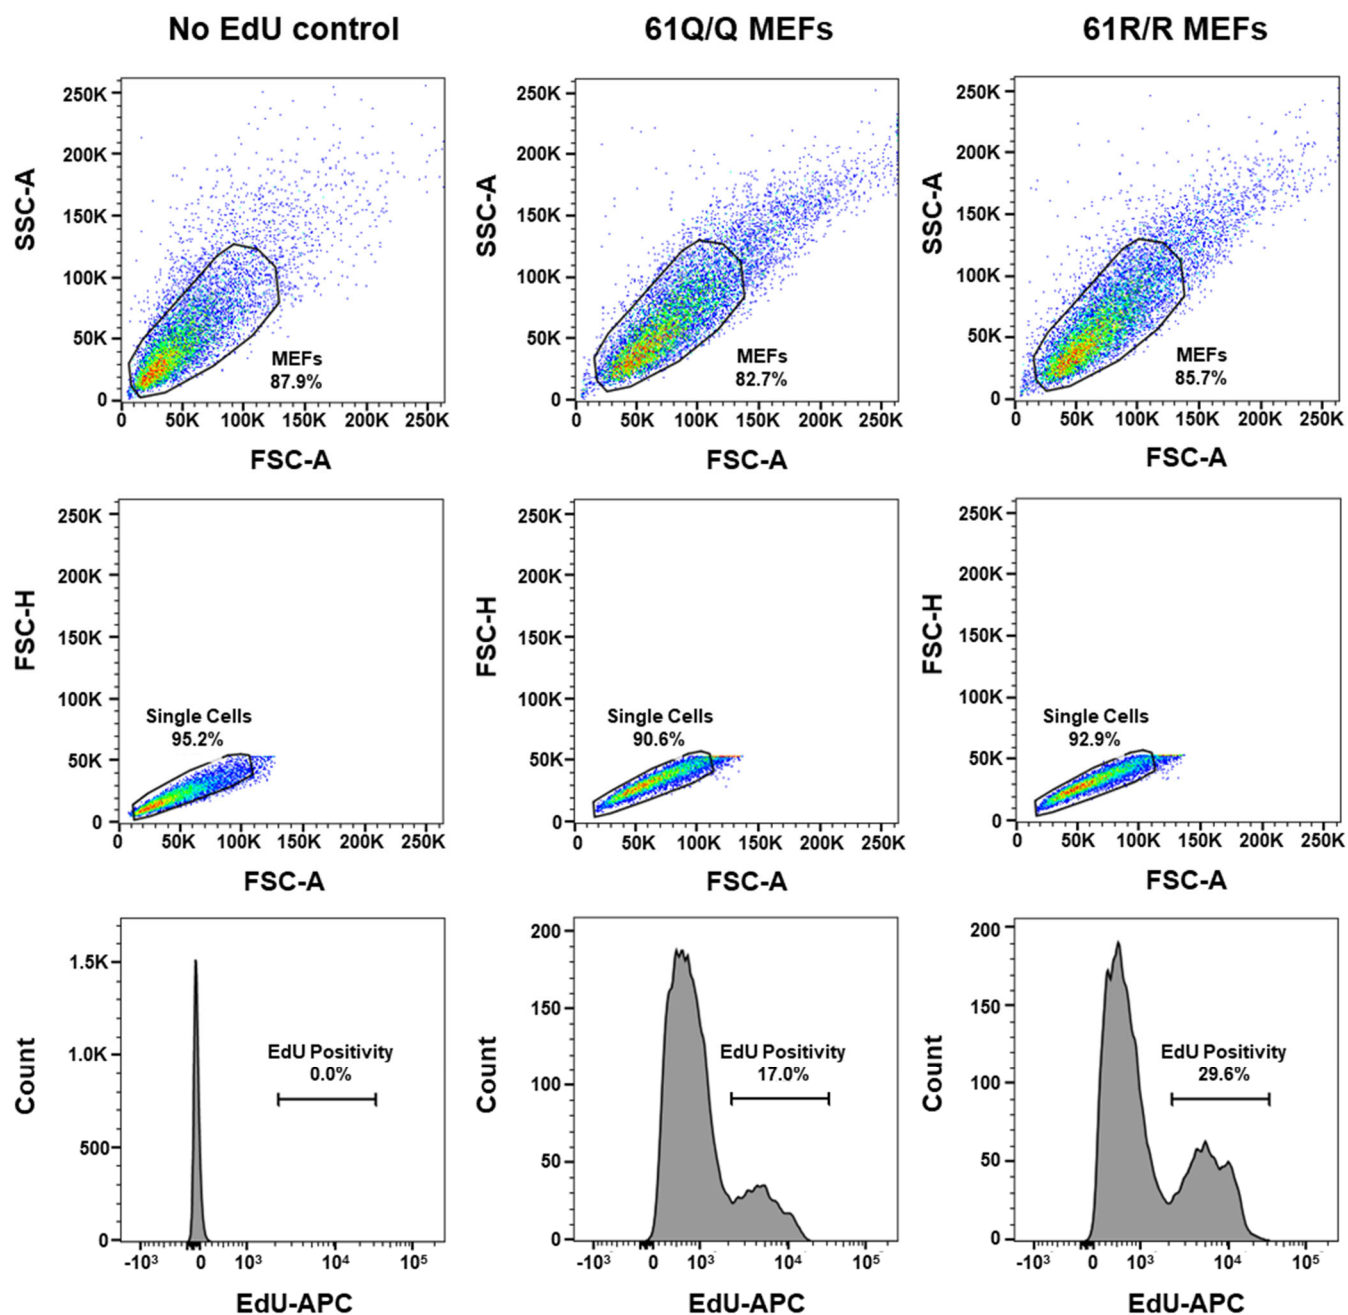 No EdU control
61Q/Q MEFs
61R/R MEFs
SSC-A
250K
200K
150K
100K
50K
0
MEFs
87.9%
0 50K 100K 150K 200K 250K
FSC-A
SSC-A
250K
200K
150K
100K
50K
0
MEFs
82.7%
0 50K 100K 150K 200K 250K
FSC-A
SSC-A
250K
200K
150K
100K
50K
0
MEFs
85.7%
0 50K 100K 150K 200K 250K
FSC-A
FSC-H
250K
200K
150K
100K
50K
0
Single Cells
95.2%
0 50K 100K 150K 200K 250K
FSC-A
FSC-H
250K
200K
150K
100K
50K
0
Single Cells
90.6%
0 50K 100K 150K 200K 250K
FSC-A
FSC-H
250K
200K
150K
100K
50K
0
Single Cells
92.9%
0 50K 100K 150K 200K 250K
FSC-A
Count
1.5K
1.0K
500
0
EdU Positivity
0.0%
-10³ 0 10³ 10⁴ 10⁵
EdU-APC
Count
200
150
100
50
0
EdU Positivity
17.0%
-10³ 0 10³ 10⁴ 10⁵
EdU-APC
Count
200
150
100
50
0
EdU Positivity
29.6%
-10³ 0 10³ 10⁴ 10⁵
EdU-APC